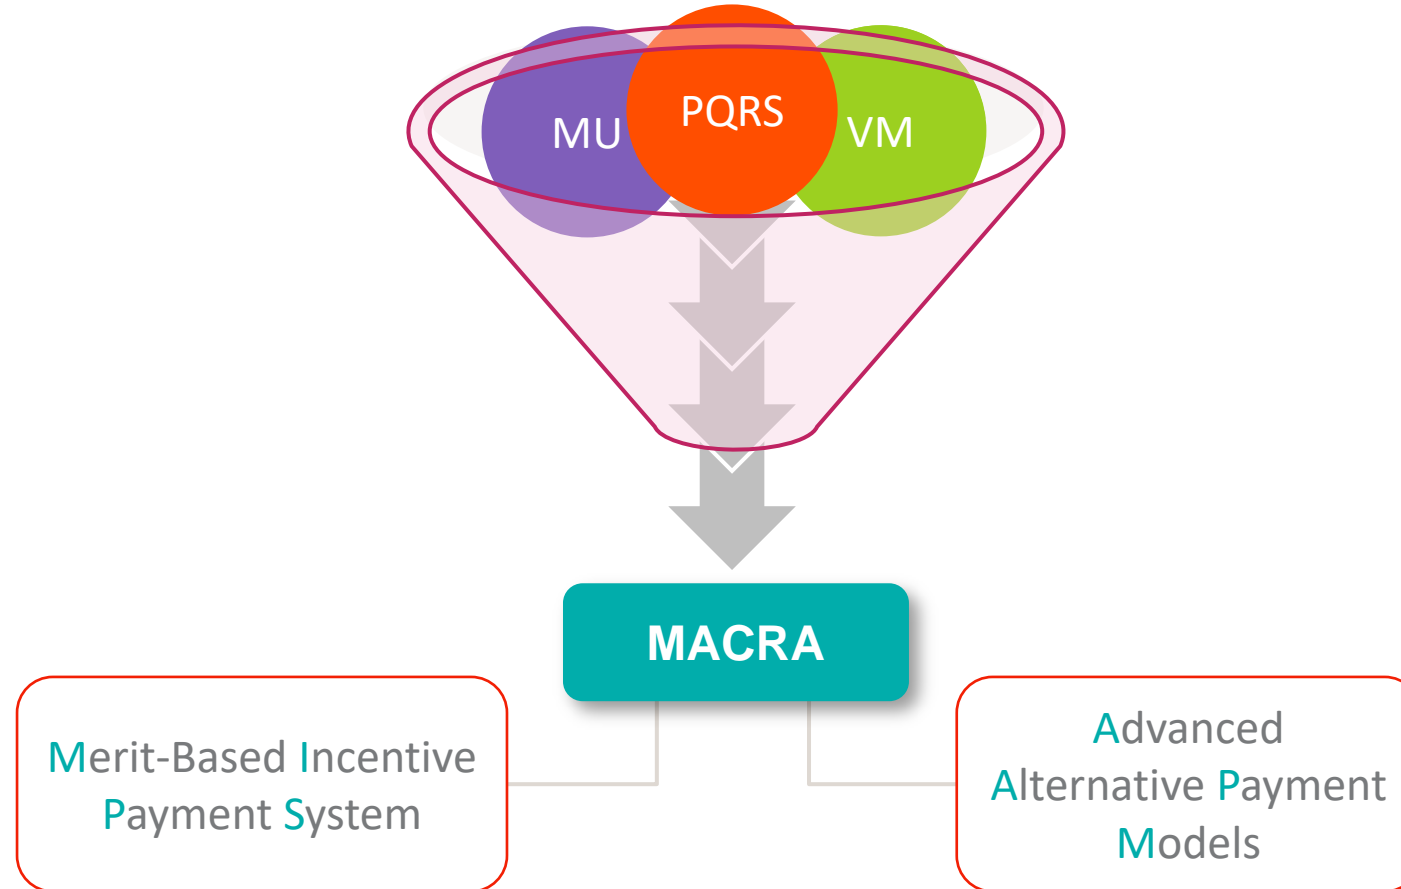 MU
PQRS
VM
MACRA
Merit-Based Incentive
Payment System
Advanced
Alternative Payment
Models